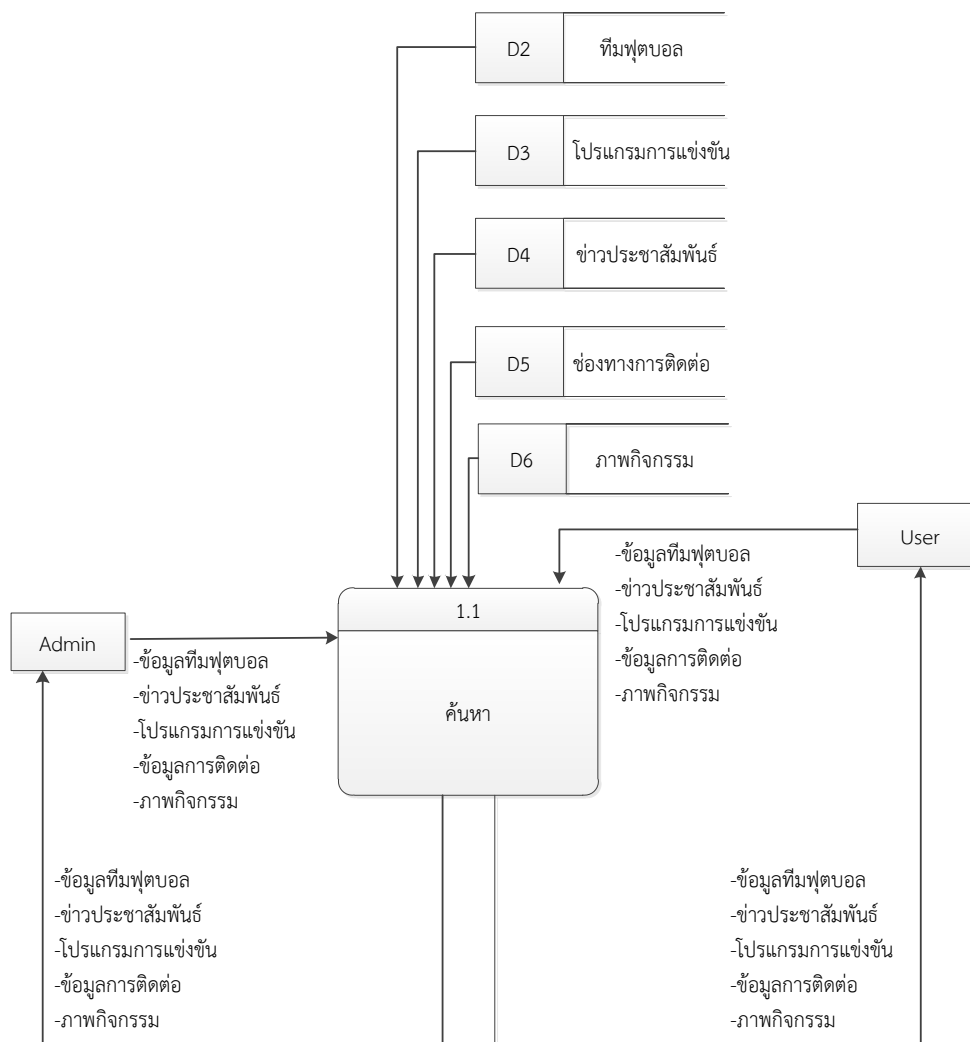 D2 ทีมฟุตบอล
D3 โปรแกรมการแข่งขัน
D4 ข่าวประชาสัมพันธ์
D5 ช่องทางการติดต่อ
D6 ภาพกิจกรรม
User
-ข้อมูลทีมฟุตบอล
-ข่าวประชาสัมพันธ์
-โปรแกรมการแข่งขัน
-ข้อมูลการติดต่อ
-ภาพกิจกรรม
Admin
-ข้อมูลทีมฟุตบอล
-ข่าวประชาสัมพันธ์
-โปรแกรมการแข่งขัน
-ข้อมูลการติดต่อ
-ภาพกิจกรรม
1.1
ค้นหา
-ข้อมูลทีมฟุตบอล
-ข่าวประชาสัมพันธ์
-โปรแกรมการแข่งขัน
-ข้อมูลการติดต่อ
-ภาพกิจกรรม
-ข้อมูลทีมฟุตบอล
-ข่าวประชาสัมพันธ์
-โปรแกรมการแข่งขัน
-ข้อมูลการติดต่อ
-ภาพกิจกรรม